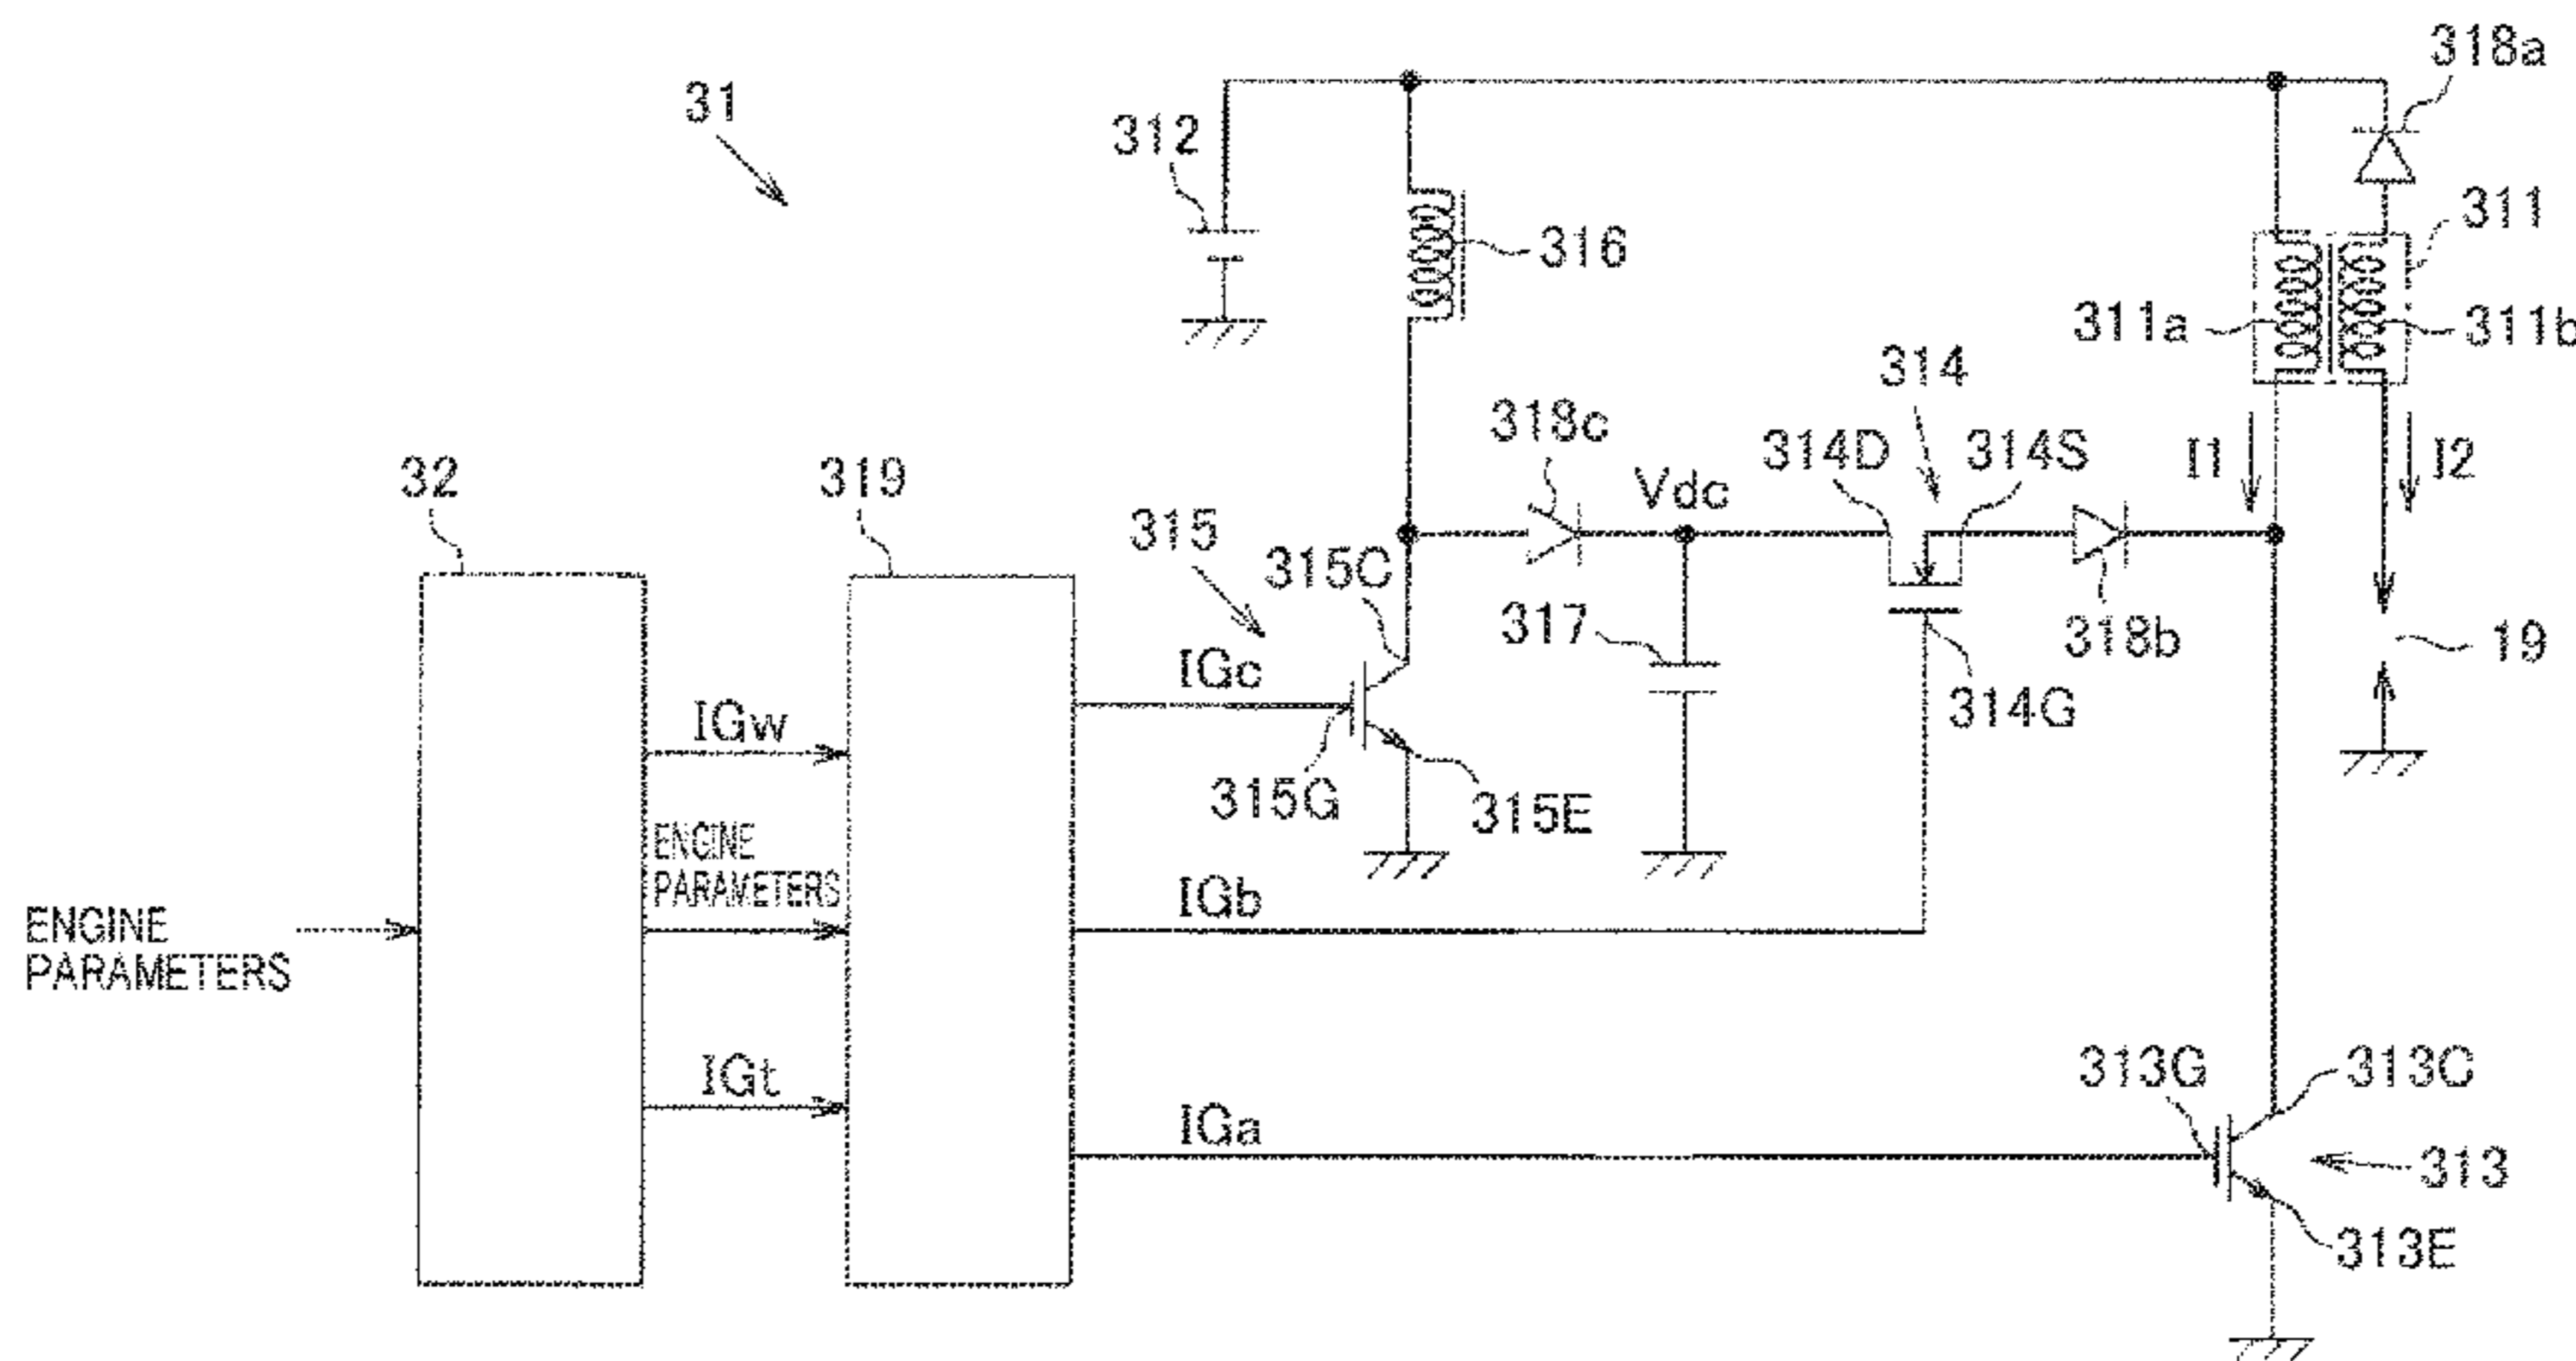 318a
31
312
311
316
311a
311b
314
318c
314D
314S
I1
I2
32
319
Vdc
315
315C
317
318b
19
IGc
314G
IGw
315G
315E
ENGINE
PARAMETERS
IGb
ENGINE
PARAMETERS
IGt
313G
313C
IGa
313
313E